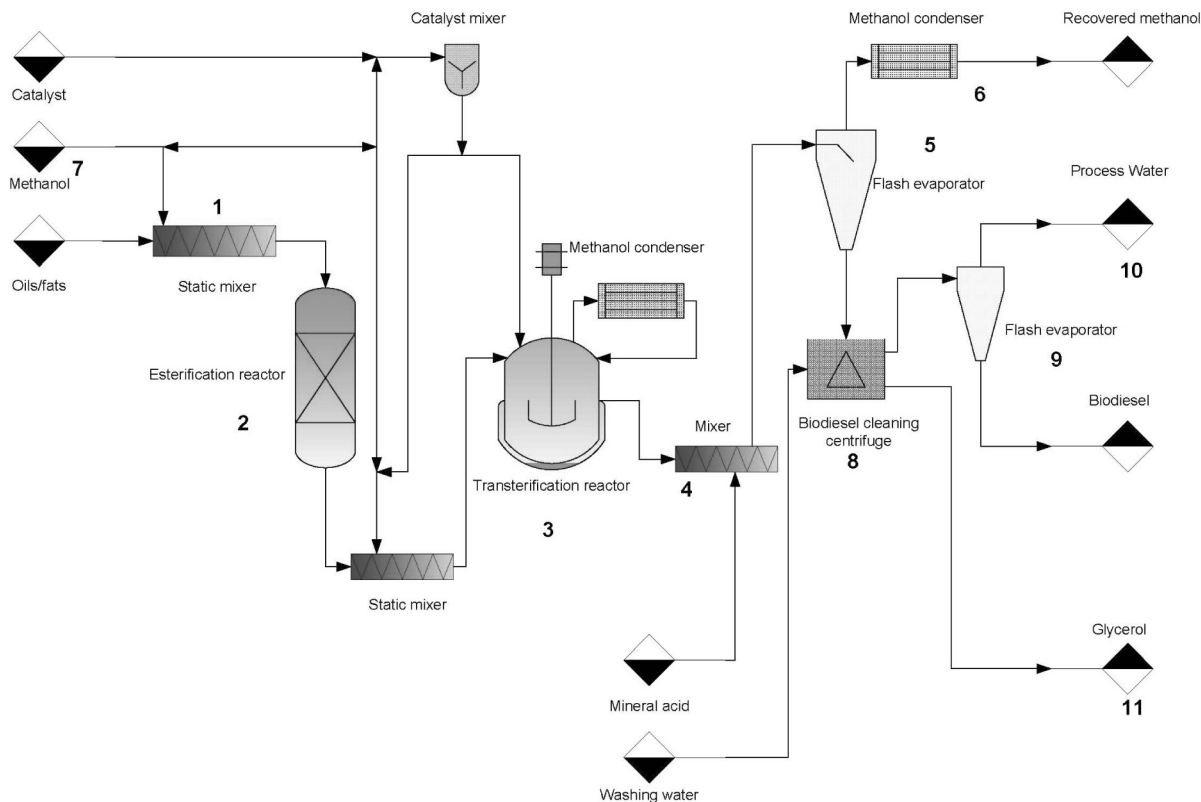 Catalyst mixer
Methanol condenser
Recovered methanol
Catalyst
6
7
Methanol
5
Flash evaporator
Process Water
1
Oils/fats
Static mixer
Methanol condenser
10
Flash evaporator
9
Esterification reactor
2
Biodiesel
Mixer
Biodiesel cleaning
centrifuge
8
4
Transterification reactor
3
Static mixer
Glycerol
11
Mineral acid
Washing water